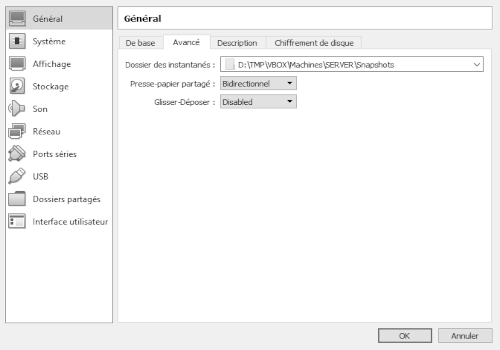 Général
Système
Affichage
Stockage
Son
Réseau
Ports séries
USB
Dossiers partagés
Interface utilisateur
Général
De base Avancé Description Chiffrement de disque
Dossier des instantanés : D:\TMP\VBOX\Machines\SERVER\Snapshots
Presse-papier partagé : Bidirectionnel
Glisser-Déposer : Disabled
OK Annuler